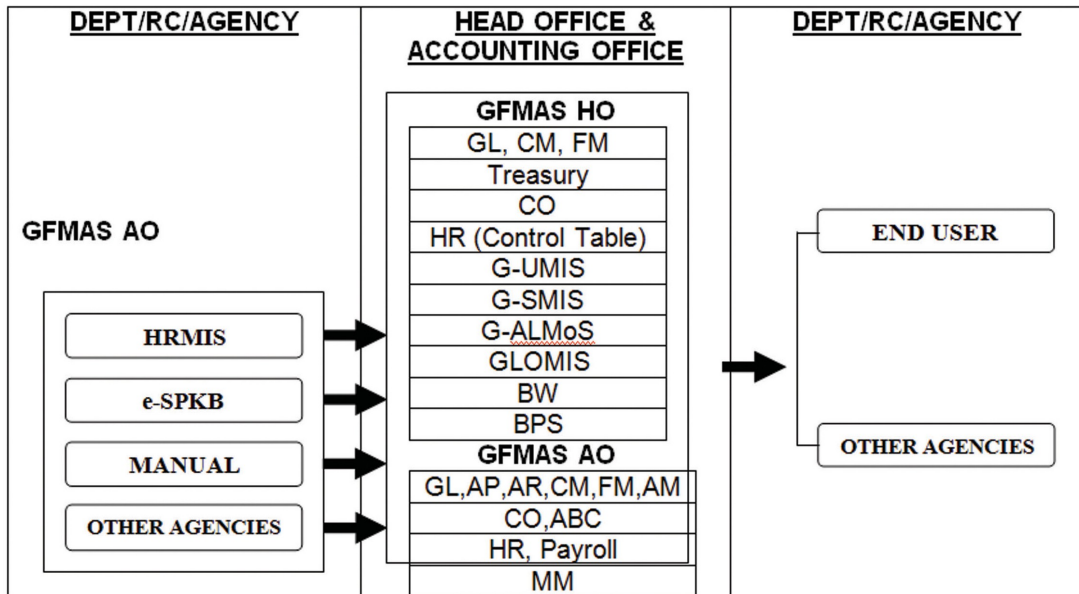 DEPT/RC/AGENCY
GFMAS AO
HRMIS
e-SPKB
MANUAL
OTHER AGENCIES
HEAD OFFICE &
ACCOUNTING OFFICE
GFMAS HO
GL, CM, FM
Treasury
CO
HR (Control Table)
G-UMIS
G-SMIS
G-ALMoS
GLOMIS
BW
BPS
GFMAS AO
GL,AP,AR,CM,FM,AM
CO,ABC
HR, Payroll
MM
DEPT/RC/AGENCY
END USER
OTHER AGENCIES